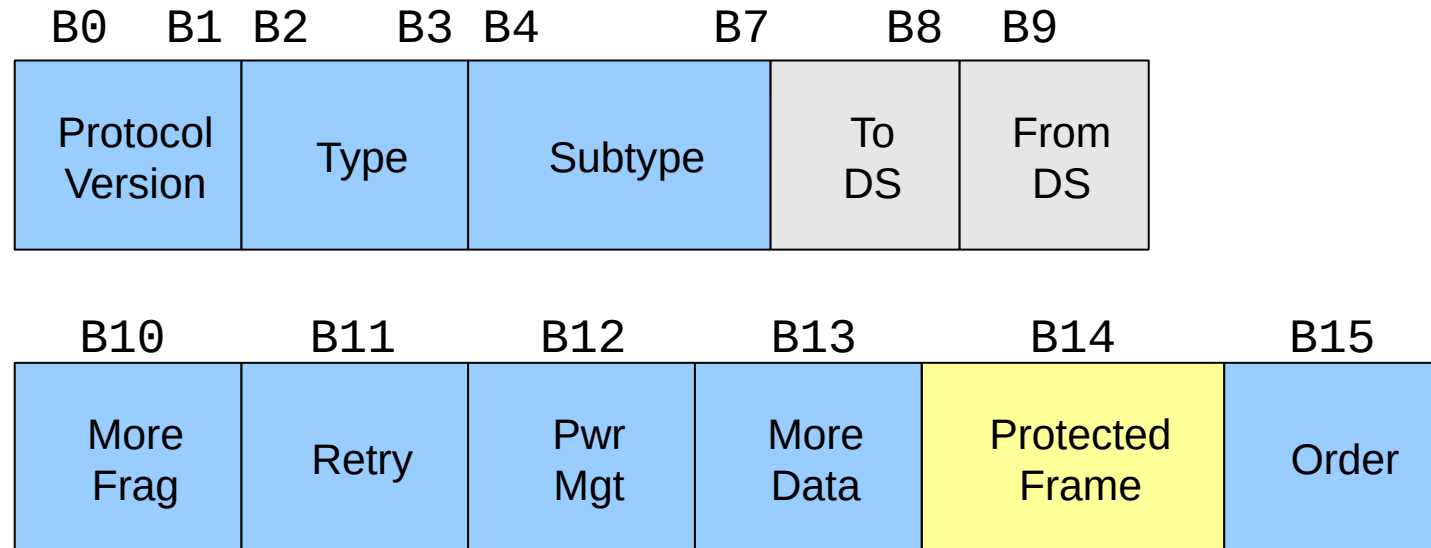 B0 B1 B2 B3 B4 B7 B8 B9
Protocol
Version
Type
Subtype
To
DS
From
DS
B10 B11 B12 B13 B14 B15
More
Frag
Retry
Pwr
Mgt
More
Data
Protected
Frame
Order